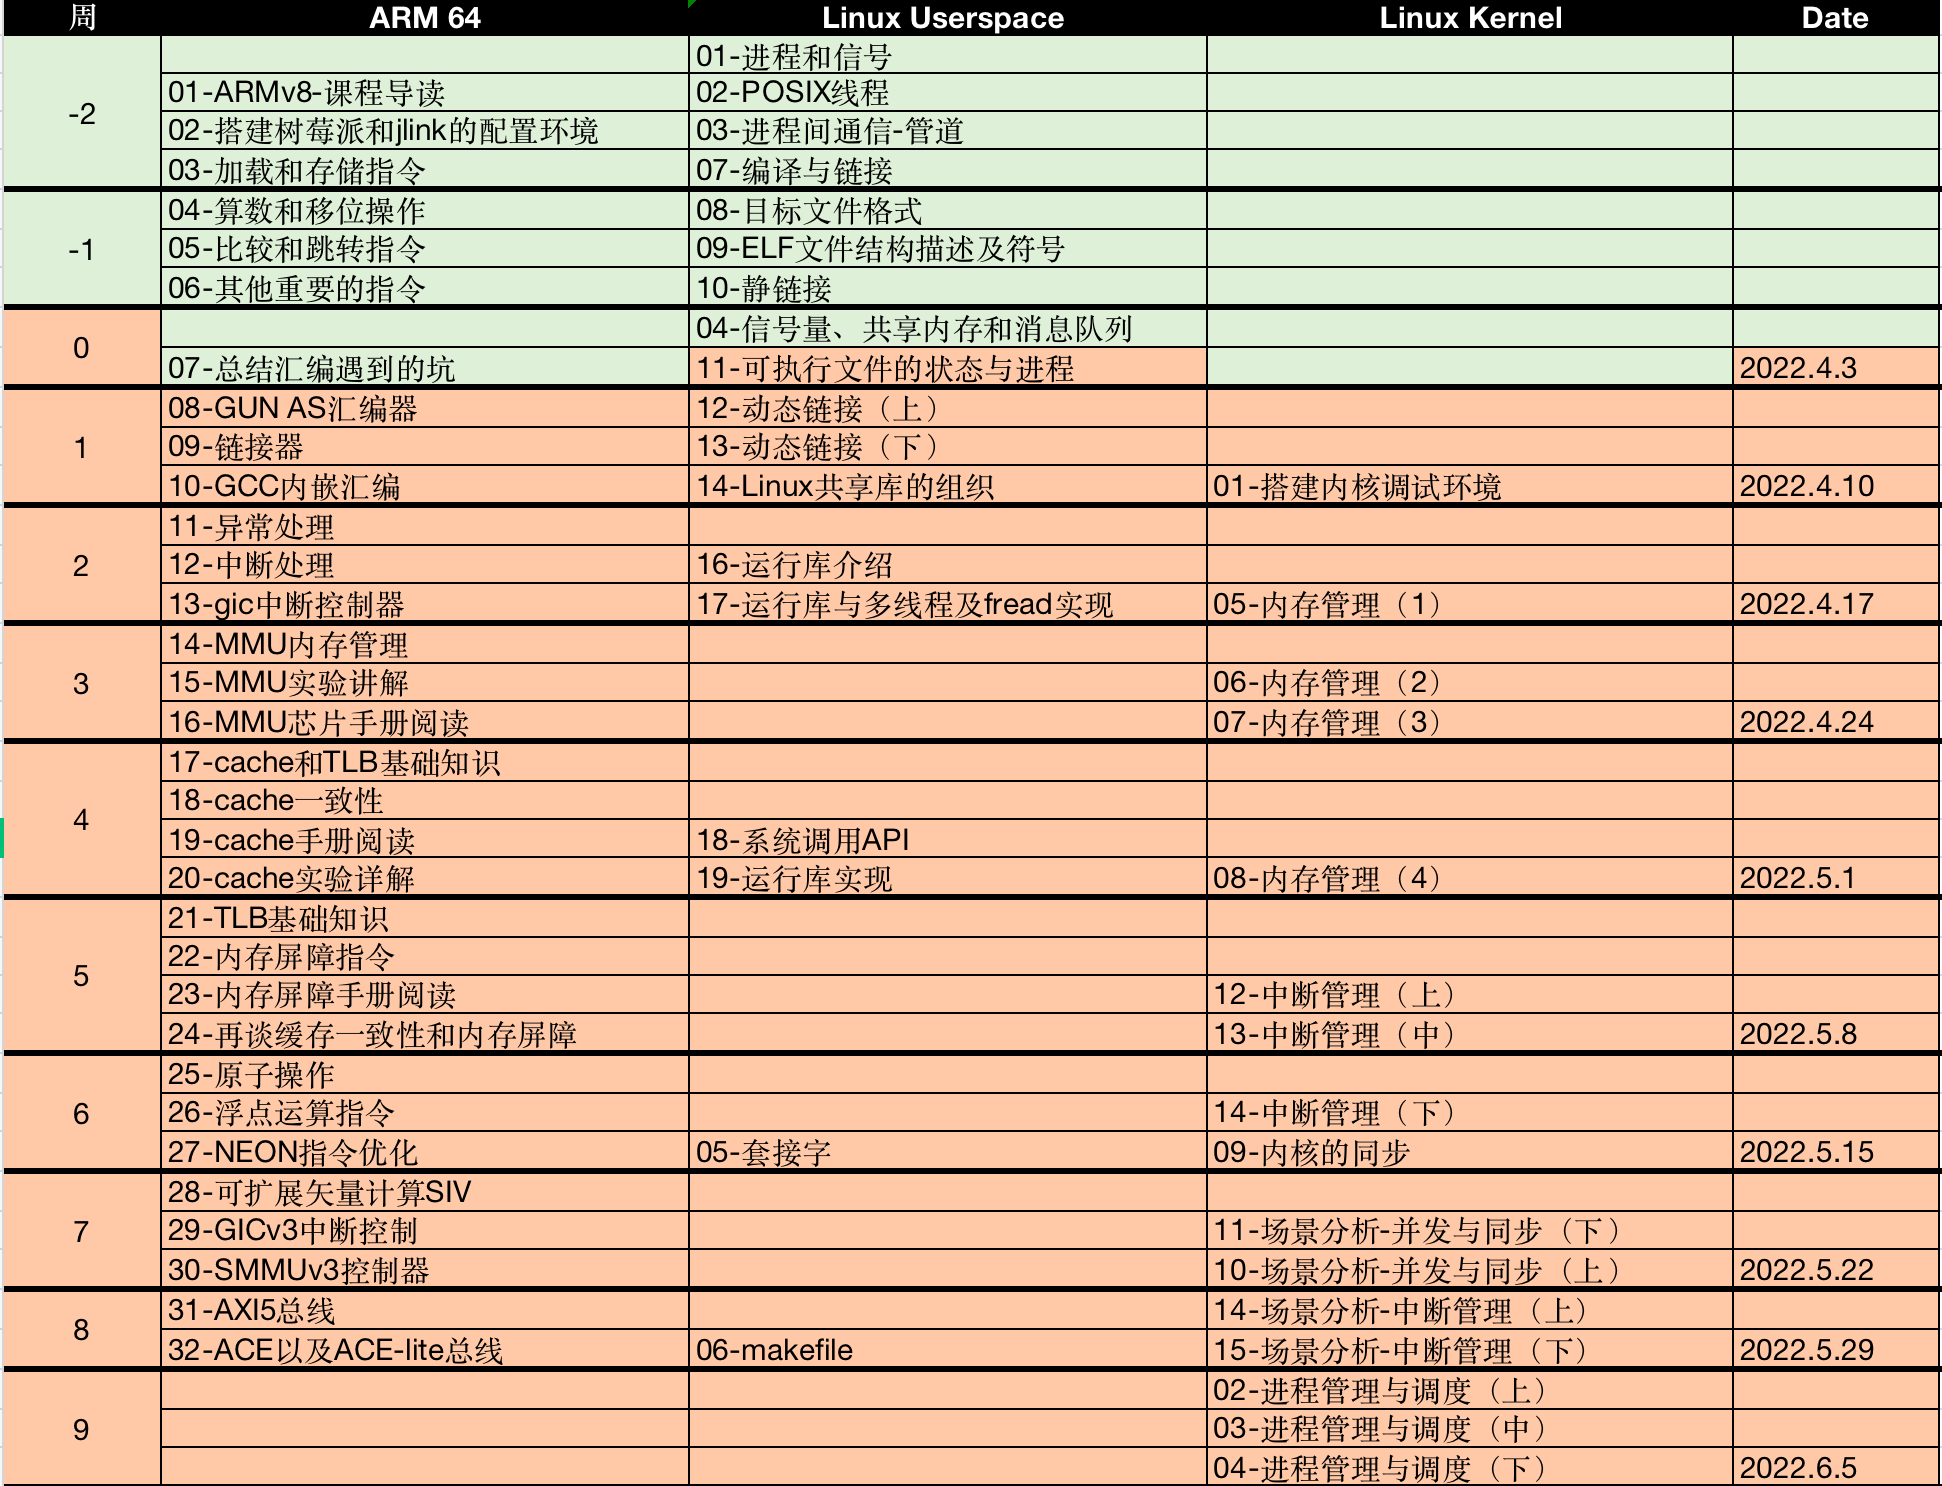 周 ARM 64 Linux Userspace Linux Kernel Date
01-进程和信号
-2 01-ARMv8-课程导读 02-POSIX线程
02-搭建树莓派和jlink的配置环境 03-进程间通信-管道
03-加载和存储指令 07-编译与链接
04-算数和移位操作 08-目标文件格式
-1 05-比较和跳转指令 09-ELF文件结构描述及符号
06-其他重要的指令 10-静链接
0 04-信号量、共享内存和消息队列
07-总结汇编遇到的坑 11-可执行文件的状态与进程 2022.4.3
08-GUN AS汇编器 12-动态链接（上）
1 09-链接器 13-动态链接（下）
10-GCC内嵌汇编 14-Linux共享库的组织 01-搭建内核调试环境 2022.4.10
11-异常处理
2 12-中断处理 16-运行库介绍
13-gic中断控制器 17-运行库与多线程及fread实现 05-内存管理（1） 2022.4.17
14-MMU内存管理
3 15-MMU实验讲解 06-内存管理（2）
16-MMU芯片手册阅读 07-内存管理（3） 2022.4.24
17-cache和TLB基础知识
18-cache一致性
4 19-cache手册阅读 18-系统调用API
20-cache实验详解 19-运行库实现 08-内存管理（4） 2022.5.1
21-TLB基础知识
22-内存屏障指令
5 23-内存屏障手册阅读 12-中断管理（上）
24-再谈缓存一致性和内存屏障 13-中断管理（中） 2022.5.8
25-原子操作
6 26-浮点运算指令 14-中断管理（下）
27-NEON指令优化 05-套接字 09-内核的同步 2022.5.15
28-可扩展矢量计算SIV
7 29-GICv3中断控制 11-场景分析-并发与同步（下）
30-SMMUv3控制器 10-场景分析-并发与同步（上） 2022.5.22
8 31-AXI5总线 14-场景分析-中断管理（上）
32-ACE以及ACE-lite总线 06-makefile 15-场景分析-中断管理（下） 2022.5.29
02-进程管理与调度（上）
9 03-进程管理与调度（中）
04-进程管理与调度（下） 2022.6.5